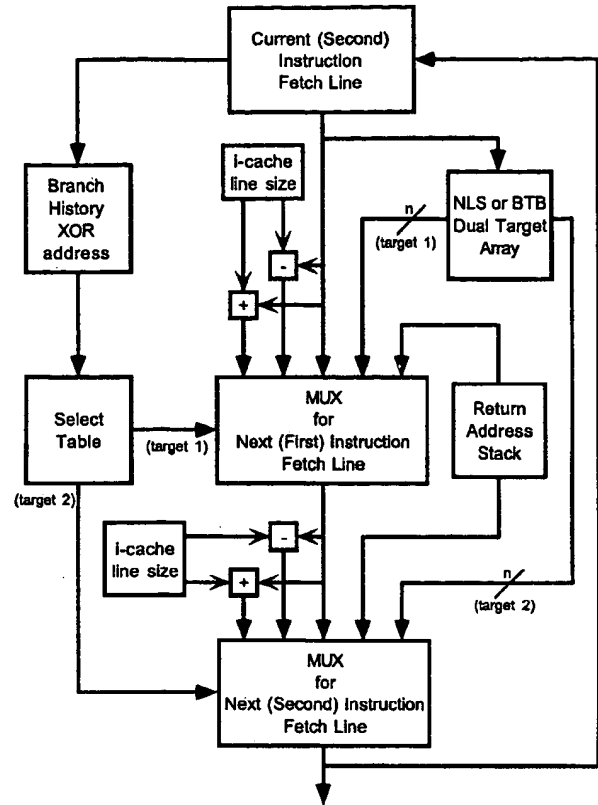 Current (Second)
Instruction
Fetch Line
i-cache
line size
Branch
History
XOR
address
n
(target 1)
NLS or BTB
Dual Target
Array
-
+
Select
Table
(target 1)
MUX
for
Next (First) Instruction
Fetch Line
Return
Address
Stack
(target 2)
i-cache
line size
-
+
n
(target 2)
MUX
for
Next (Second) Instruction
Fetch Line